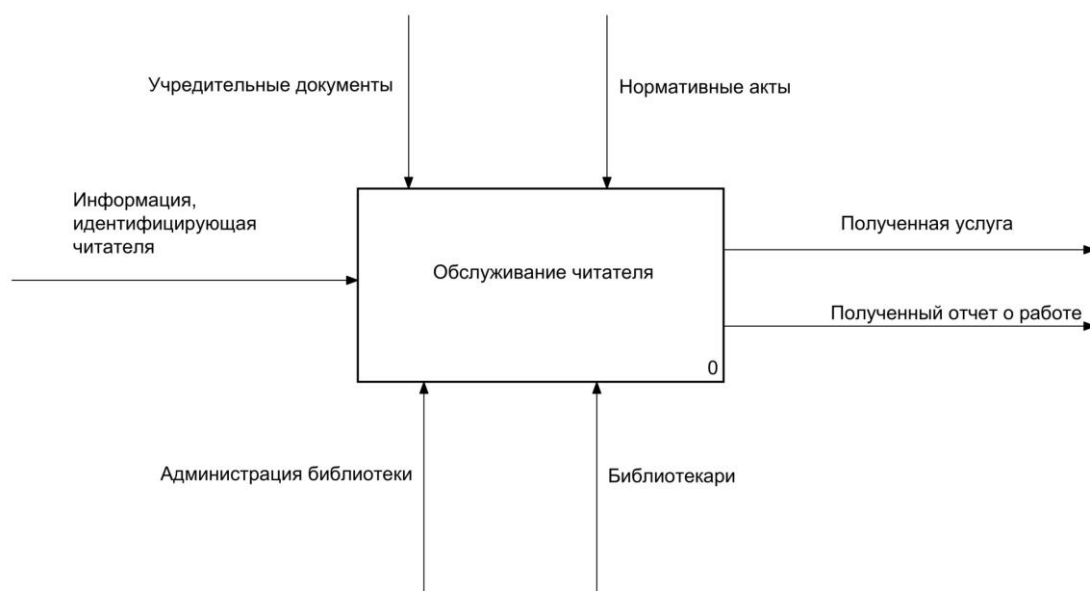 Учредительные документы
Нормативные акты
Информация,
идентифицирующая
читателя
Полученная услуга
Обслуживание читателя
Полученный отчет о работе
0
Администрация библиотеки
Библиотекари